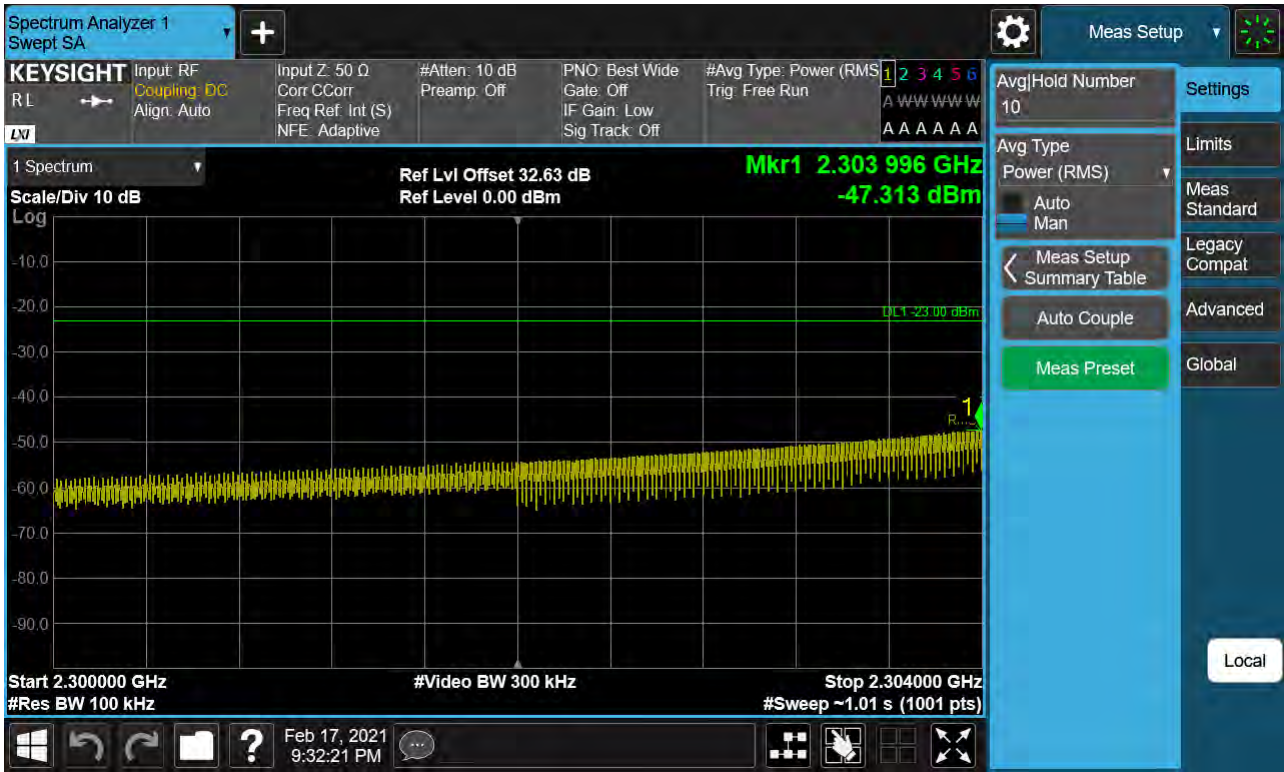 Spectrum Analyzer 1
Swept SA
Meas Setup
KEYSIGHT
R L
LXI
Input: RF
Coupling: DC
Align: Auto
Input Z: 50 Ω
Corr CCorr
Freq Ref: Int (S)
NFE: Adaptive
#Atten: 10 dB
Preamp: Off
PNO: Best Wide
Gate: Off
IF Gain: Low
Sig Track: Off
#Avg Type: Power (RMS
Trig: Free Run
1 2 3 4 5 6
A W W W W W
A A A A A A
1 Spectrum
Scale/Div 10 dB
Log
Ref Lvl Offset 32.63 dB
Ref Level 0.00 dBm
Mkr1 2.303 996 GHz
-47.313 dBm
-10.0
-20.0
DL1 -23.00 dBm
-30.0
-40.0
1
-50.0
-60.0
-70.0
-80.0
-90.0
Start 2.300000 GHz
#Video BW 300 kHz
Stop 2.304000 GHz
#Res BW 100 kHz
#Sweep ~1.01 s (1001 pts)
Avg|Hold Number
10
Avg Type
Power (RMS)
Auto
Man
Meas Setup
Summary Table
Auto Couple
Meas Preset
Settings
Limits
Meas
Standard
Legacy
Compat
Advanced
Global
Local
?
Feb 17, 2021
9:32:21 PM